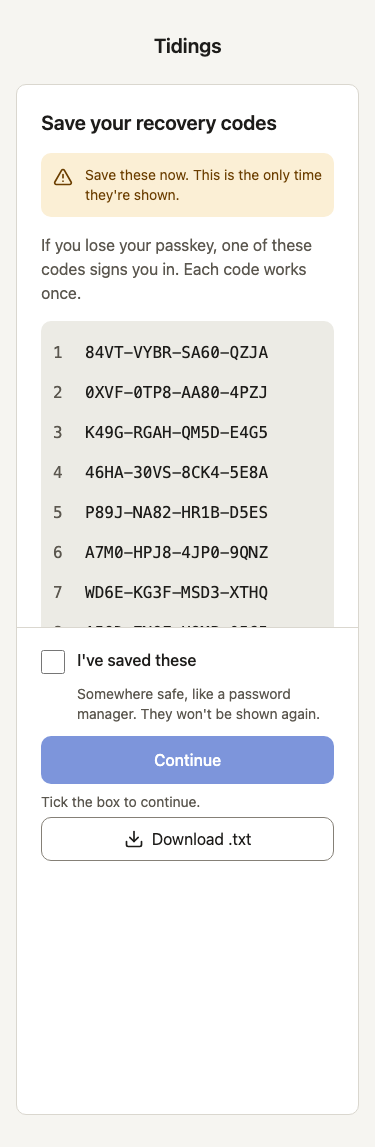 Tidings
Save your recovery codes
Save these now. This is the only time
they're shown.
If you lose your passkey, one of these
codes signs you in. Each code works
once.
1 84VT-VYBR-SA60-QZJA
2 0XVF-0TP8-AA80-4PZJ
3 K49G-RGAH-QM5D-E4G5
4 46HA-30VS-8CK4-5E8A
5 P89J-NA82-HR1B-D5ES
6 A7M0-HPJ8-4JP0-9QNZ
7 WD6E-KG3F-MSD3-XTHQ
I've saved these
Somewhere safe, like a password
manager. They won't be shown again.
Continue
Tick the box to continue.
Download .txt